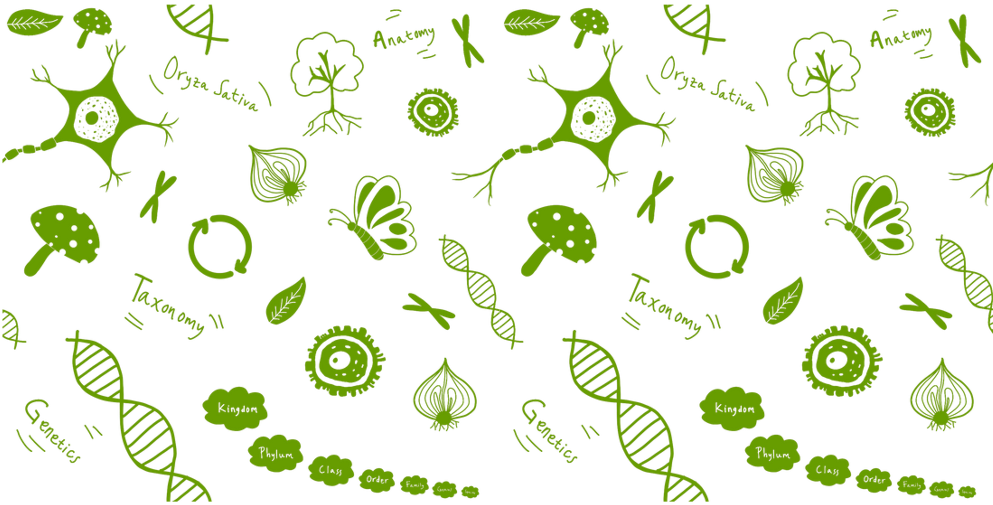 Anatomy
Anatomy
Oryza Sativa
Oryza Sativa
Taxonomy
Taxonomy
Genetics
Genetics
Kingdom
Kingdom
Phylum
Phylum
Class
Class
Order
Order
Family
Family